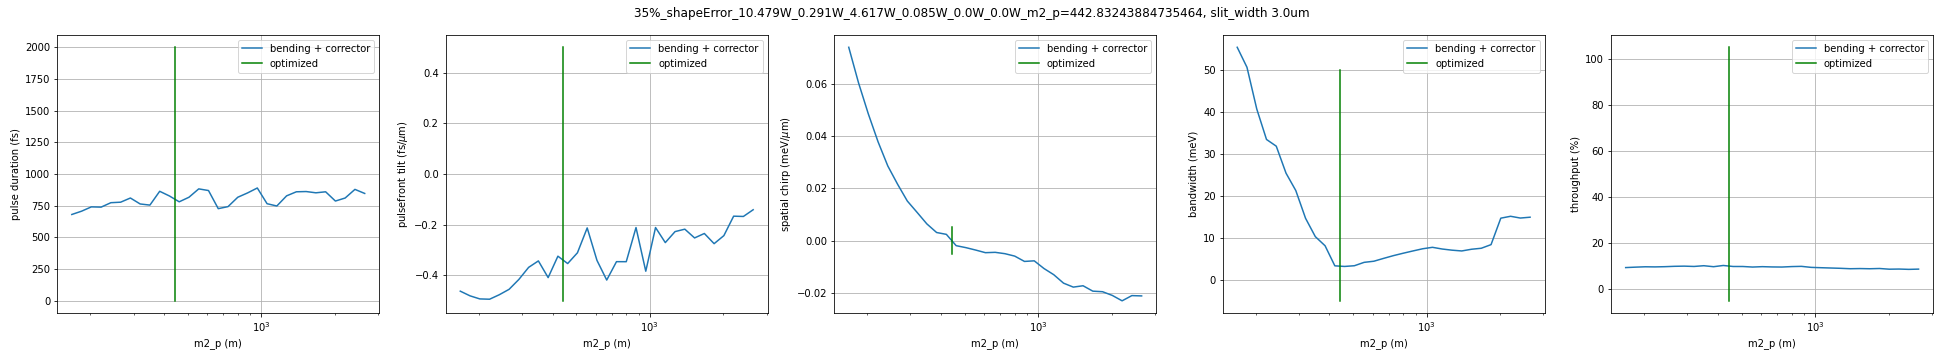 35%_shapeError_10.479W_0.291W_4.617W_0.085W_0.0W_0.0W_m2_p=442.83243884735464, slit_width 3.0um
pulse duration (fs)
2000
1750
1500
1250
1000
750
500
250
0
bending + corrector
optimized
10³
m2_p (m)
pulsefront tilt (fs/μm)
0.4
0.2
0.0
−0.2
−0.4
bending + corrector
optimized
10³
m2_p (m)
spatial chirp (meV/μm)
0.06
0.04
0.02
0.00
−0.02
bending + corrector
optimized
10³
m2_p (m)
bandwidth (meV)
50
40
30
20
10
0
bending + corrector
optimized
10³
m2_p (m)
throughput (%)
100
80
60
40
20
0
bending + corrector
optimized
10³
m2_p (m)